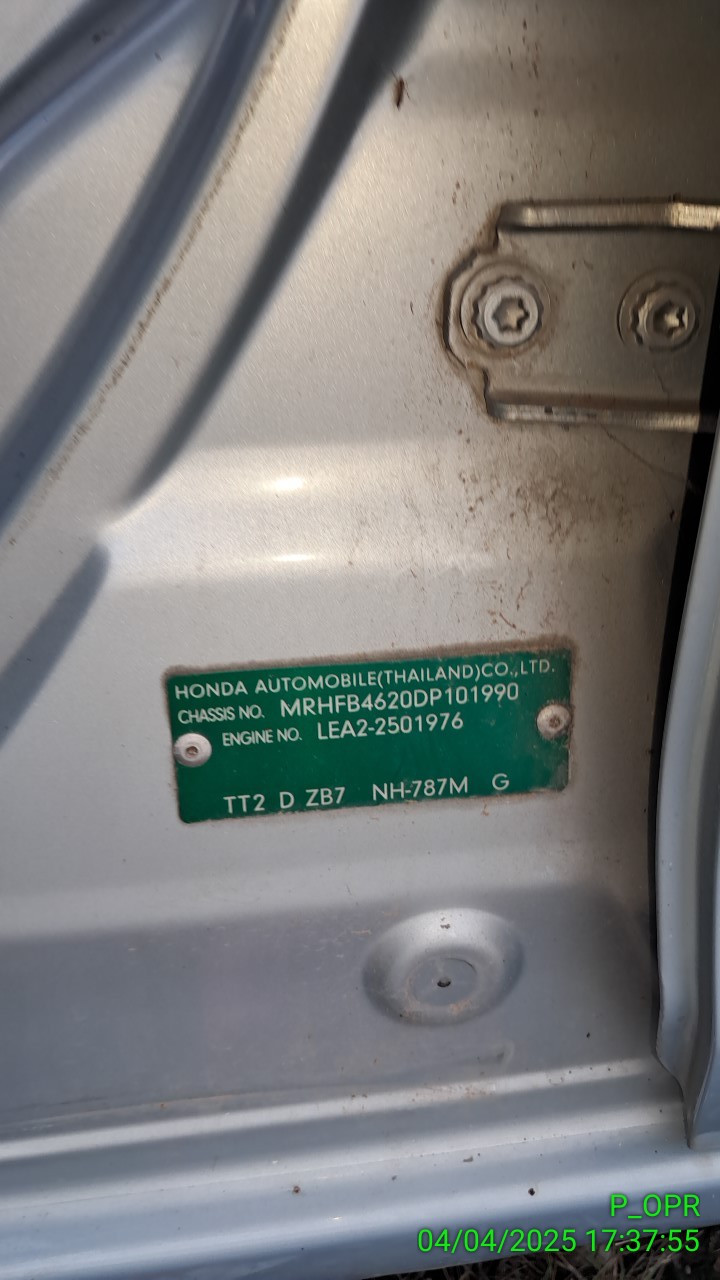 HONDA AUTOMOBILE(THAILAND)CO.,LTD.
CHASSIS NO. MRHFB4620DP101990
ENGINE NO. LEA2-2501976
TT2 D ZB7 NH-787M G
P_OPR
04/04/2025 17:37:55